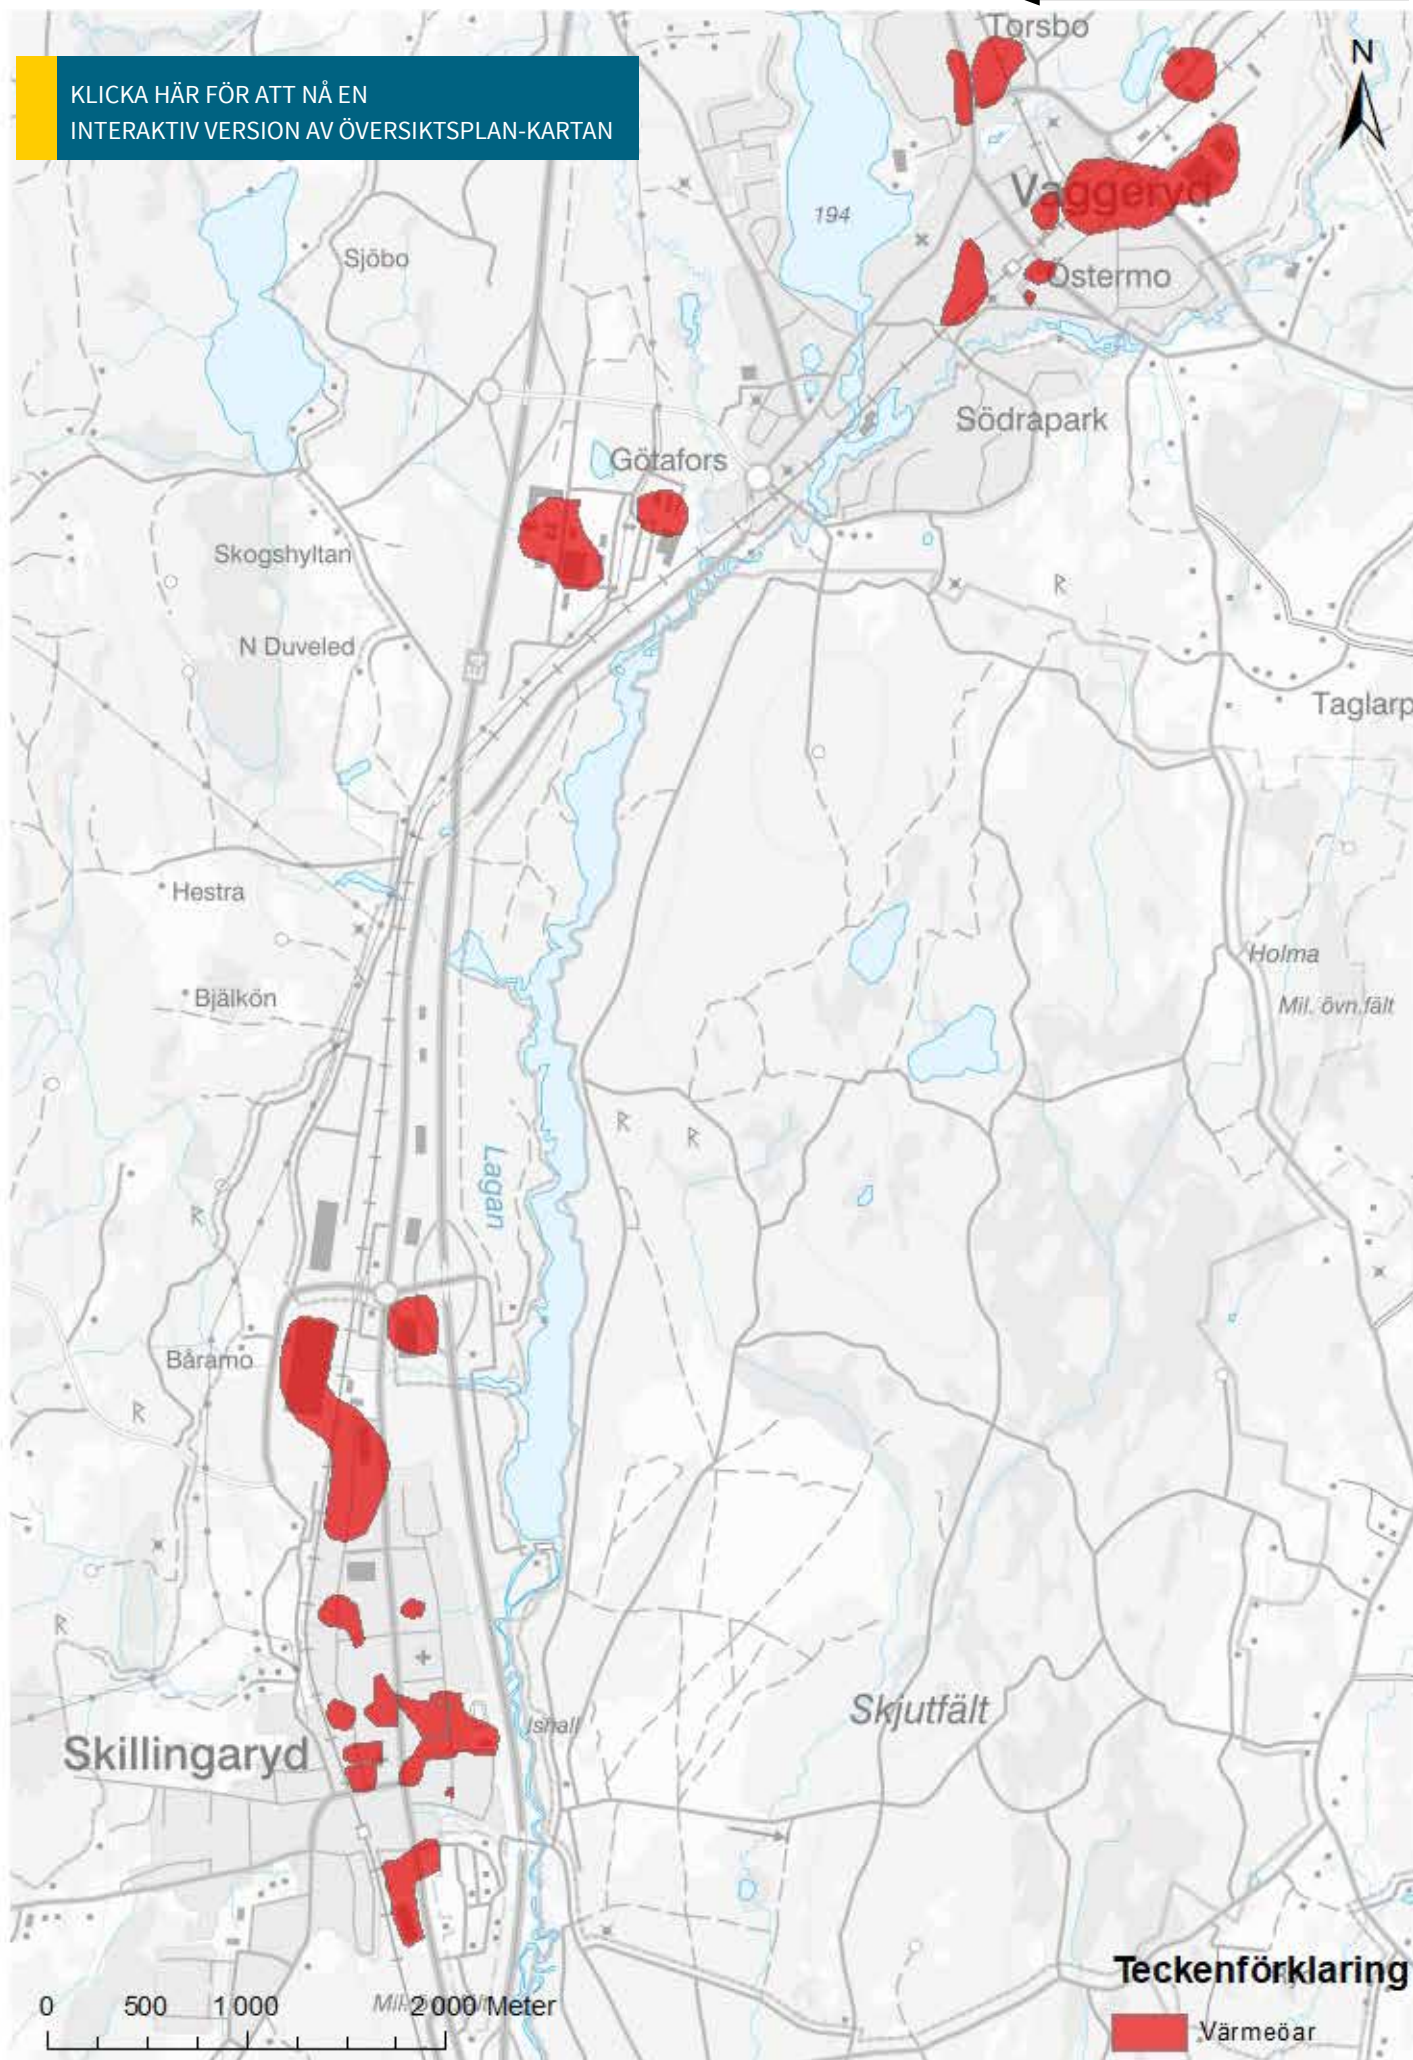 KLICKA HÄR FÖR ATT NÅ EN
INTERAKTIV VERSION AV ÖVERSIKTSPLAN-KARTAN
Torsbo
N
Vaggeryd
194
Sjöbo
Östermo
Södrapark
Götafors
Skogshyltan
N Duveled
Taglarp
Hestra
Holma
Bjälkön
Mil. övn.fält
R
R
R
Lagan
R
Båramo
R
R
Skjutfält
Ishall
Skillingaryd
Teckenförklaring
0 500 1 000 2 000 Meter
Värmeöar